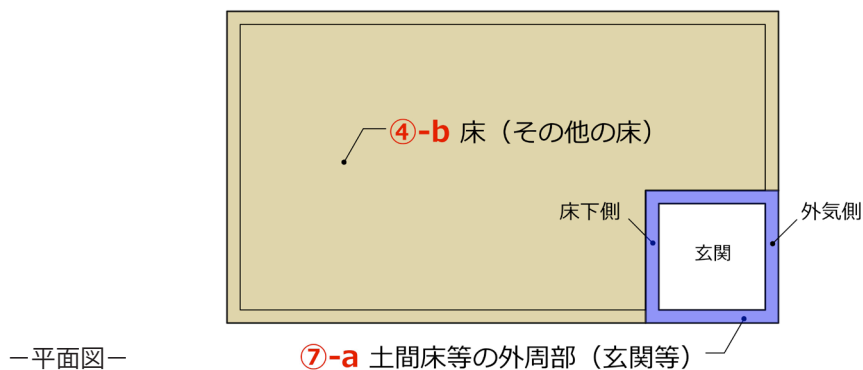 ④-b 床（その他の床）
床下側
外気側
玄関
⑦-a 土間床等の外周部（玄関等）
－平面図－